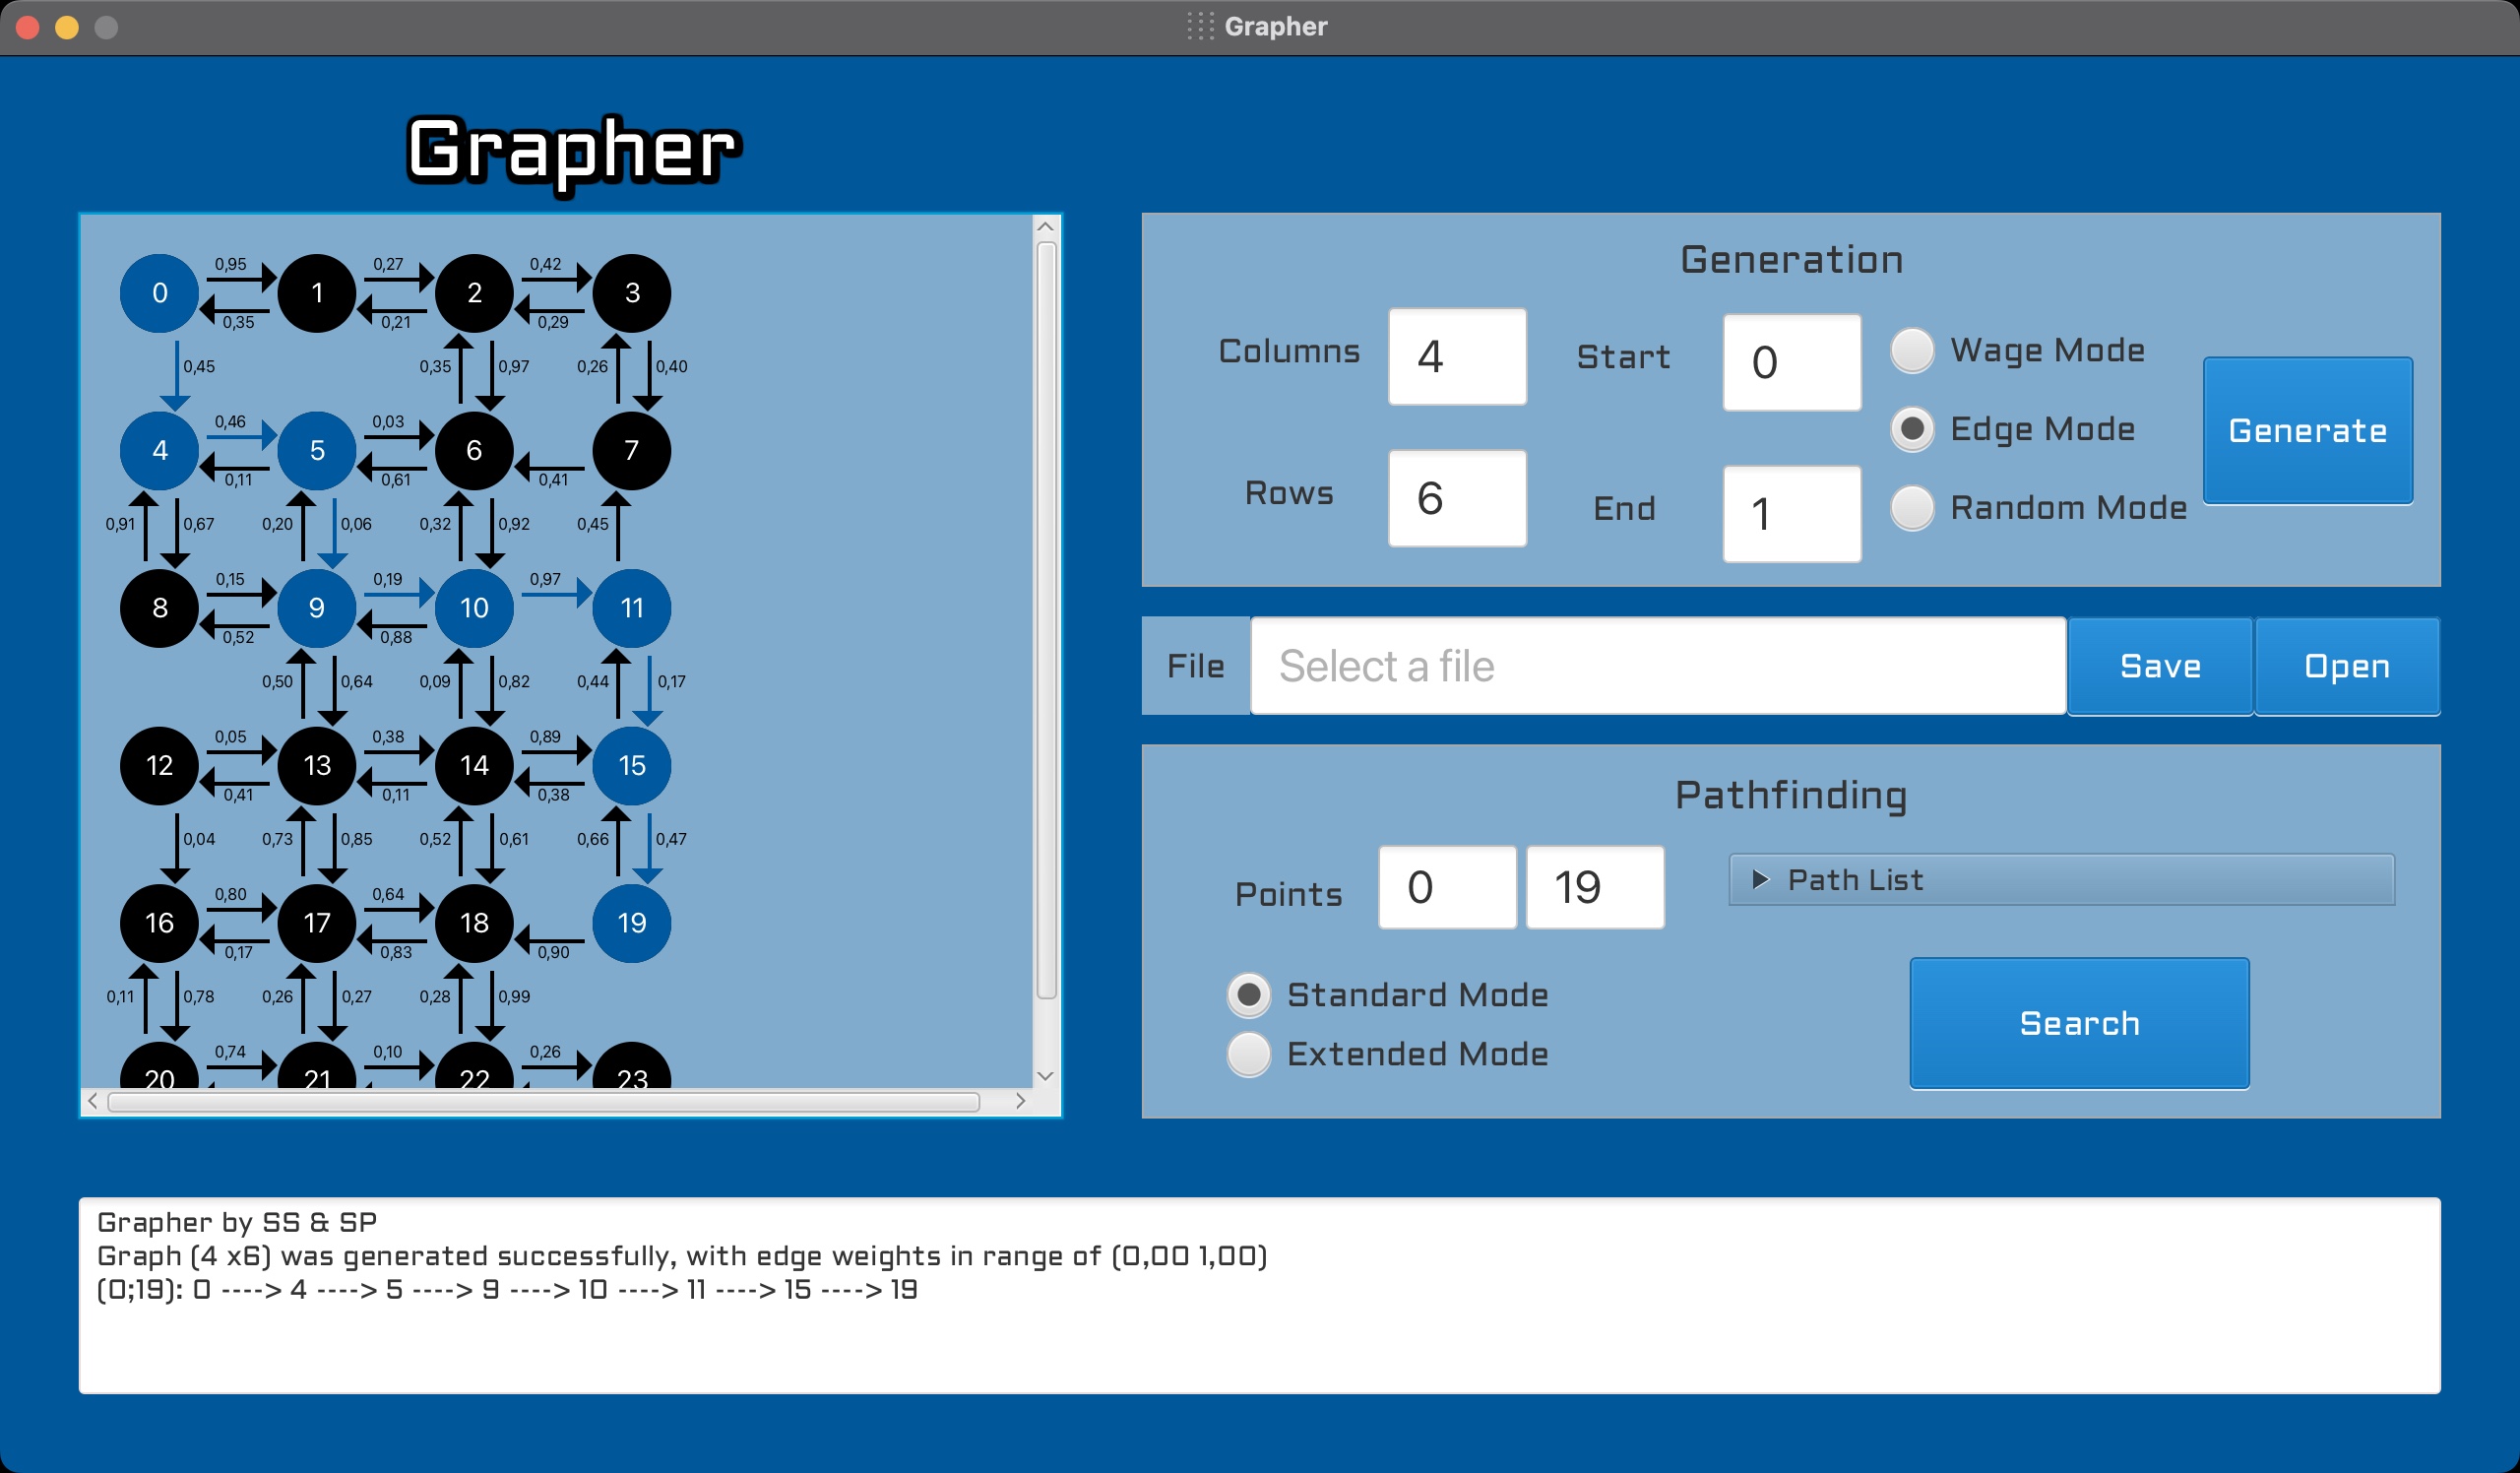 Grapher
Grapher
0,95 0,27 0,42
0 1 2 3
0,35 0,21 0,29
0,45 0,35 0,97 0,26 0,40
0,46 0,03
4 5 6 7
0,11 0,61 0,41
0,91 0,67 0,20 0,06 0,32 0,92 0,45
0,15 0,19 0,97
8 9 10 11
0,52 0,88
0,50 0,64 0,09 0,82 0,44 0,17
0,05 0,38 0,89
12 13 14 15
0,41 0,11 0,38
0,04 0,73 0,85 0,52 0,61 0,66 0,47
0,80 0,64
16 17 18 19
0,17 0,83 0,90
0,11 0,78 0,26 0,27 0,28 0,99
0,74 0,10 0,26
20 21 22 23
Generation
Columns 4 Start 0
Rows 6 End 1
Wage Mode
Edge Mode
Random Mode
Generate
File Select a file Save Open
Pathfinding
Points 0 19
Path List
Standard Mode
Extended Mode
Search
Grapher by SS & SP
Graph (4 x6) was generated successfully, with edge weights in range of (0,00 1,00)
(0;19): 0 ----> 4 ----> 5 ----> 9 ----> 10 ----> 11 ----> 15 ----> 19